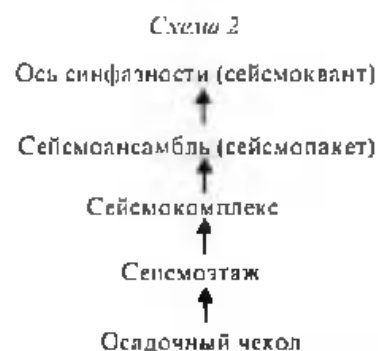 Схема 2
Ось синфазности (сейсмоквант)
Сейсмоансамбль (сейсмопакет)
Сейсмокомплекс
Сейсмоэтаж
Осадочный чехол